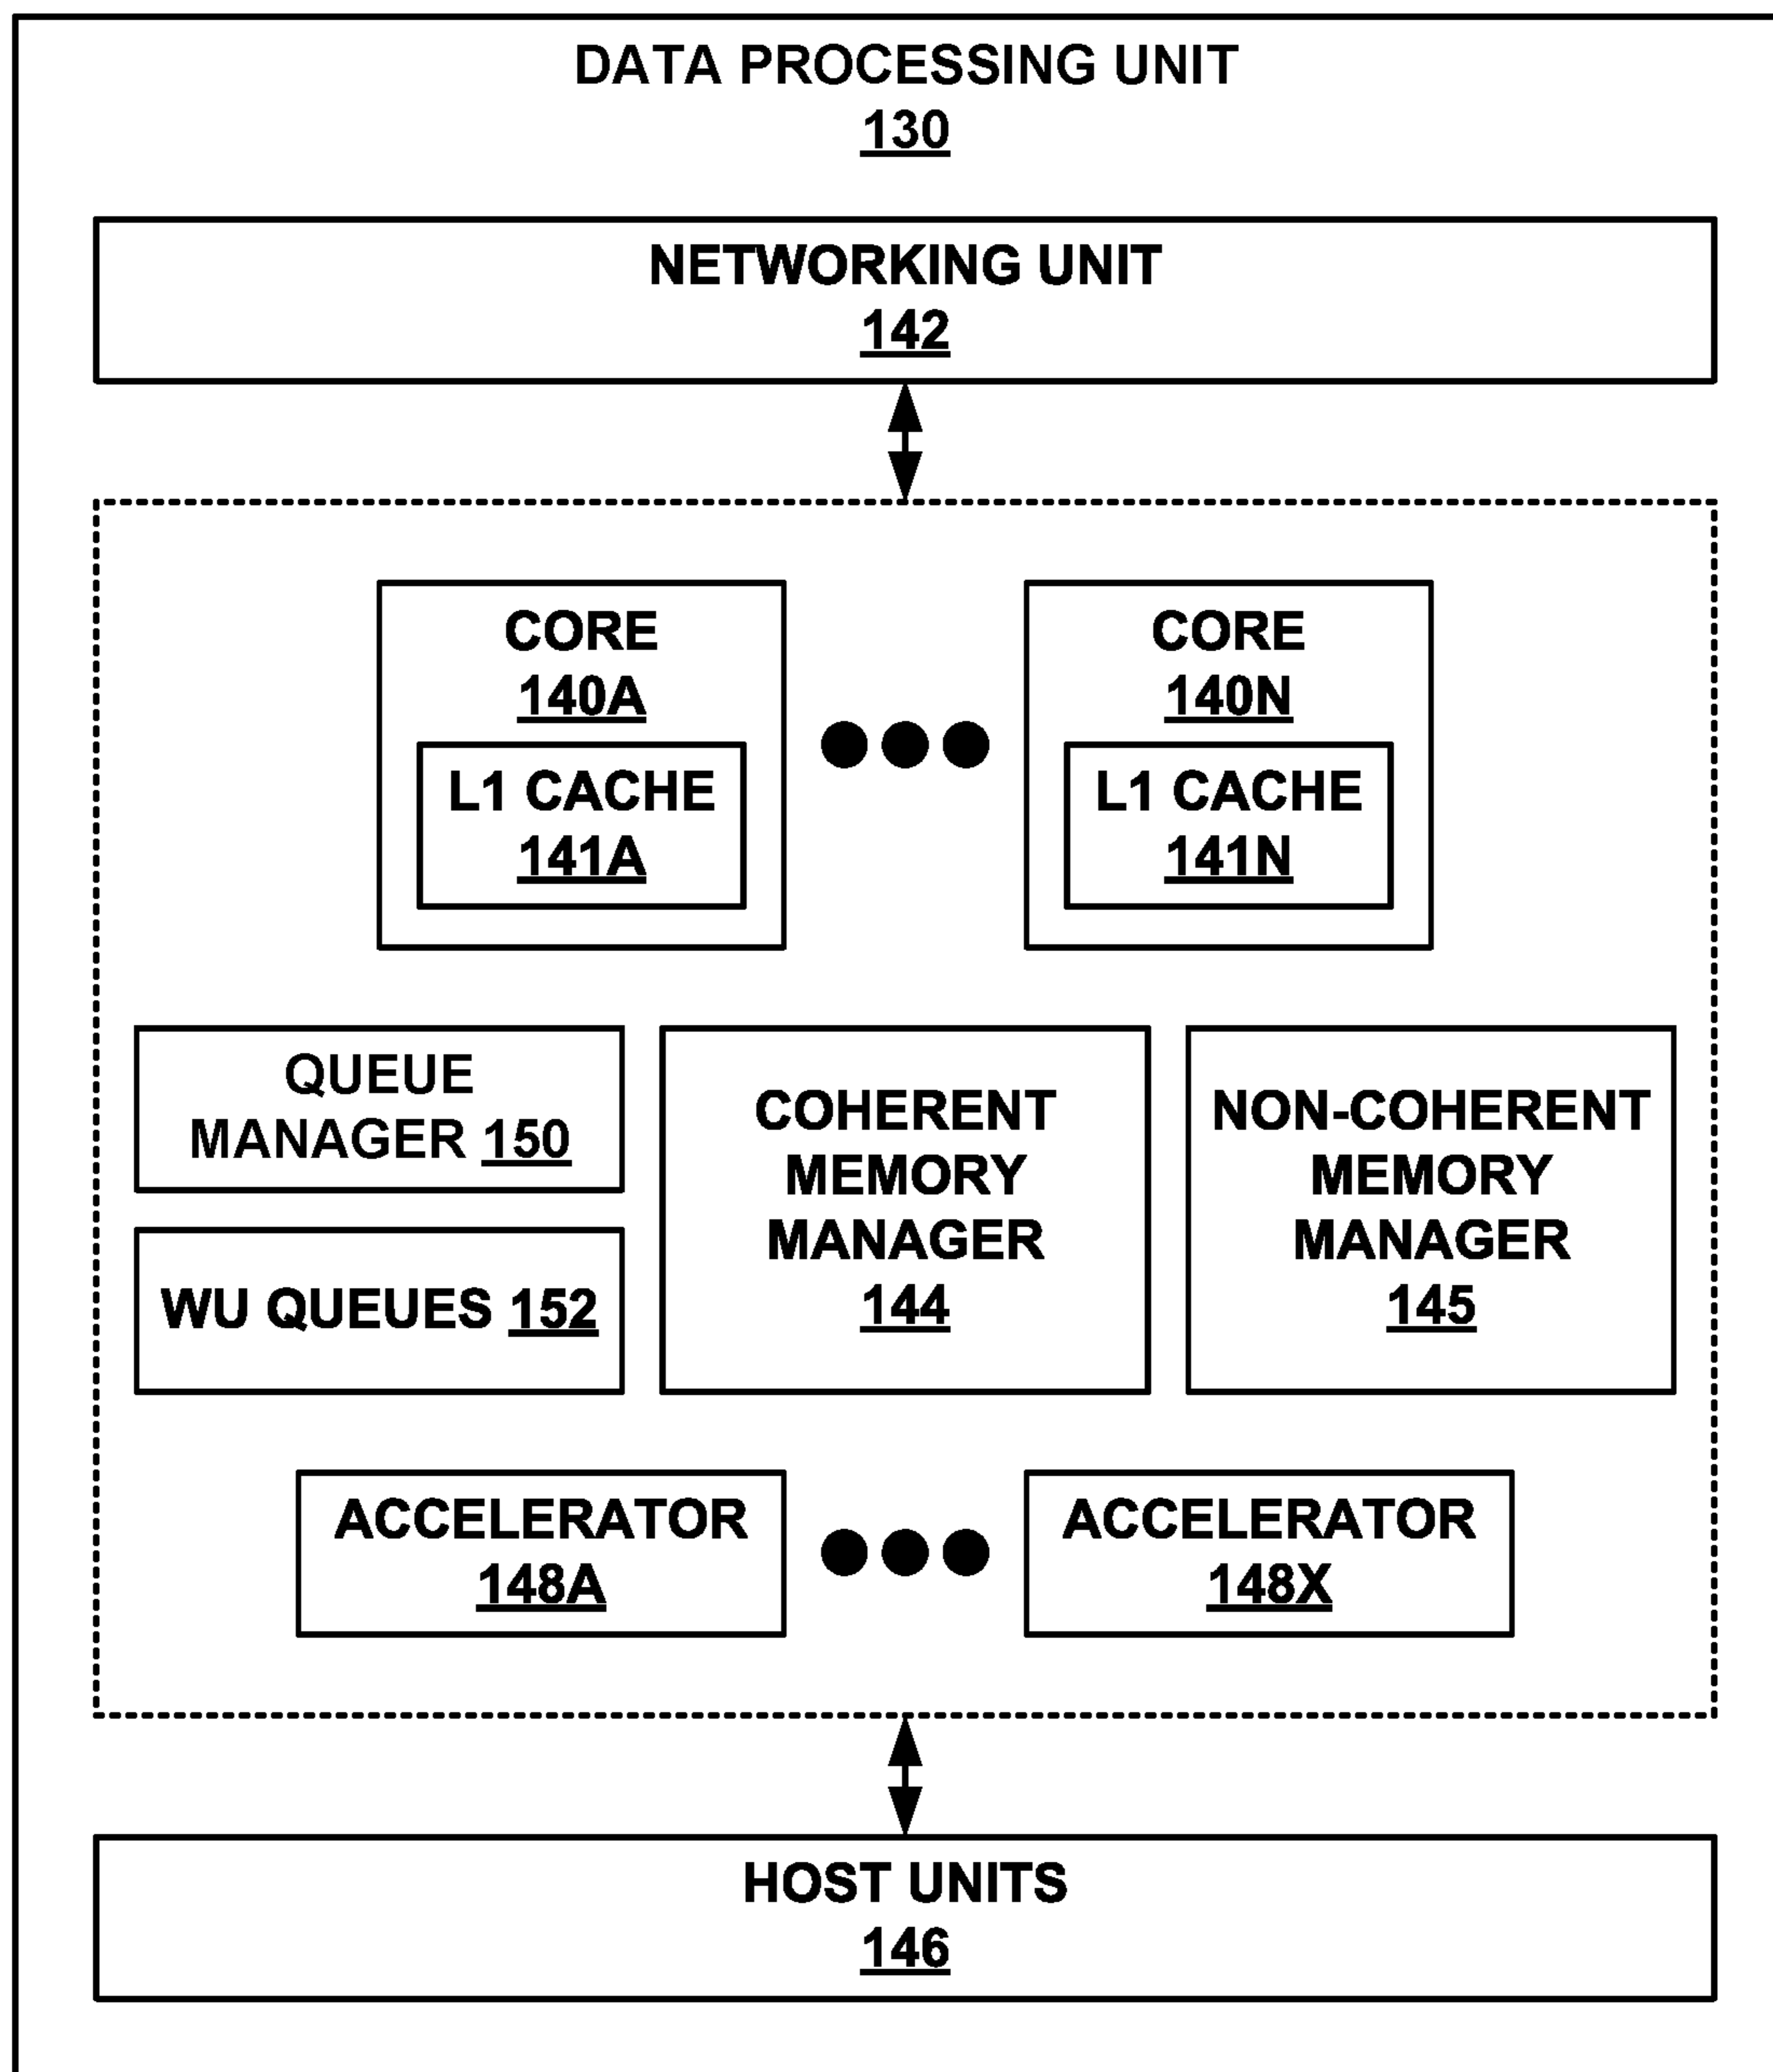 DATA PROCESSING UNIT
130
NETWORKING UNIT
142
CORE
140A
L1 CACHE
141A
CORE
140N
L1 CACHE
141N
QUEUE
MANAGER 150
WU QUEUES 152
COHERENT
MEMORY
MANAGER
144
NON-COHERENT
MEMORY
MANAGER
145
ACCELERATOR
148A
ACCELERATOR
148X
HOST UNITS
146